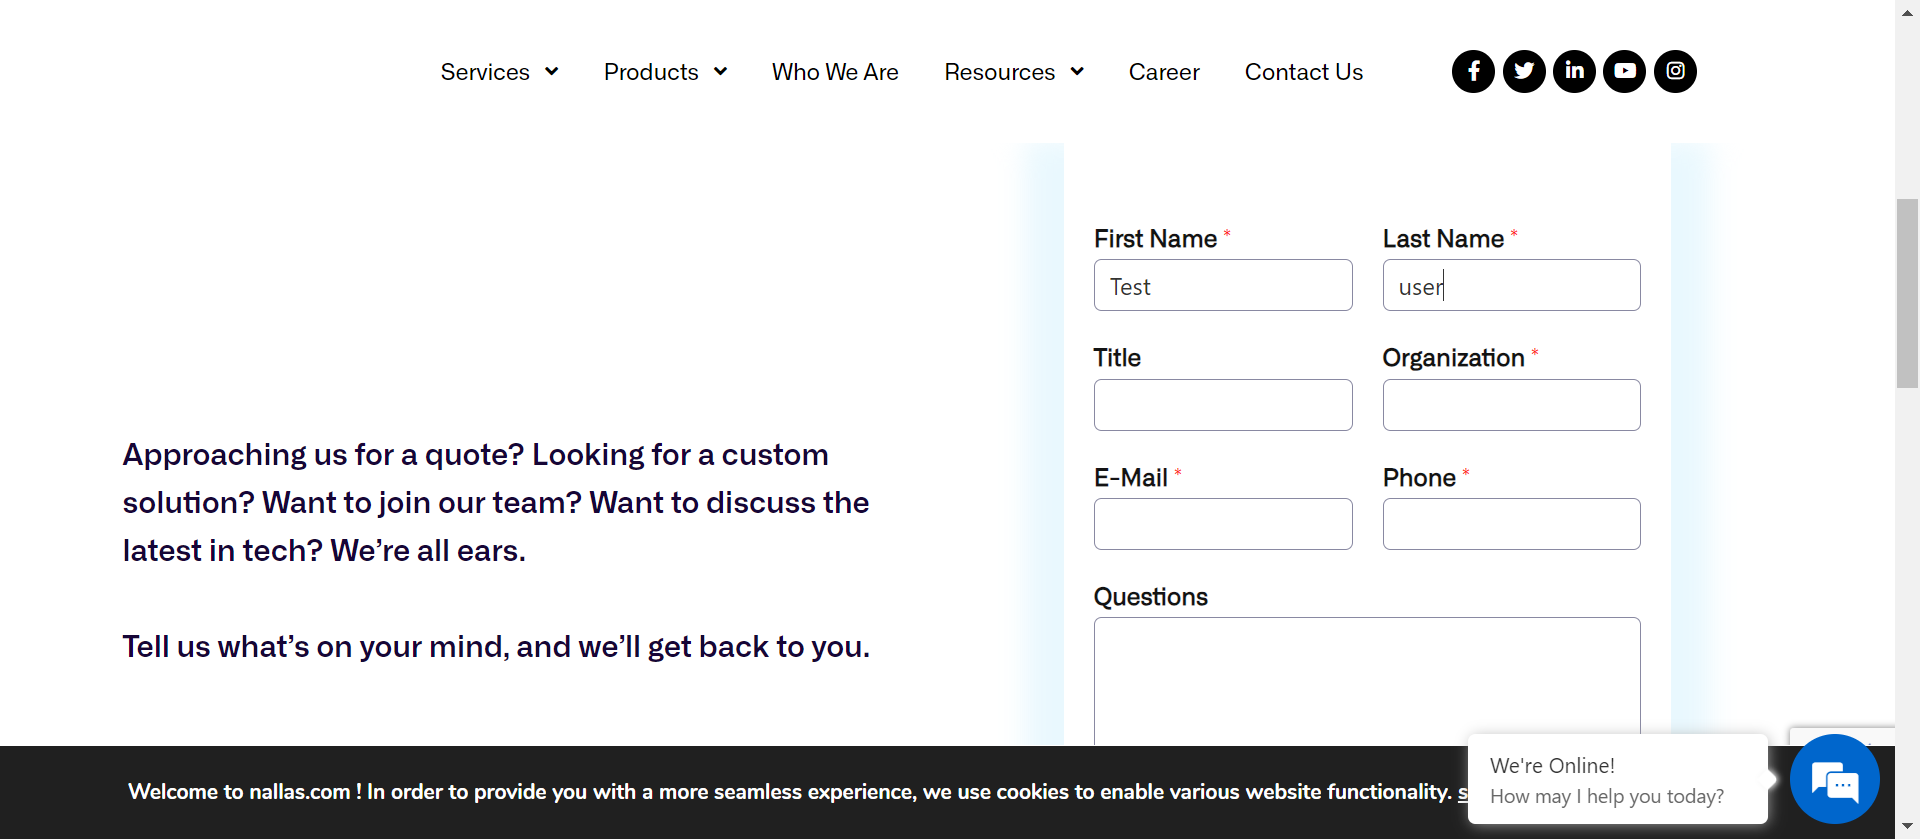 Services Products Who We Are Resources Career Contact Us
First Name * Last Name *
Test user
Title Organization *
E-Mail * Phone *
Questions
Approaching us for a quote? Looking for a custom
solution? Want to join our team? Want to discuss the
latest in tech? We’re all ears.
Tell us what’s on your mind, and we’ll get back to you.
Welcome to nallas.com ! In order to provide you with a more seamless experience, we use cookies to enable various website functionality.
We're Online!
How may I help you today?